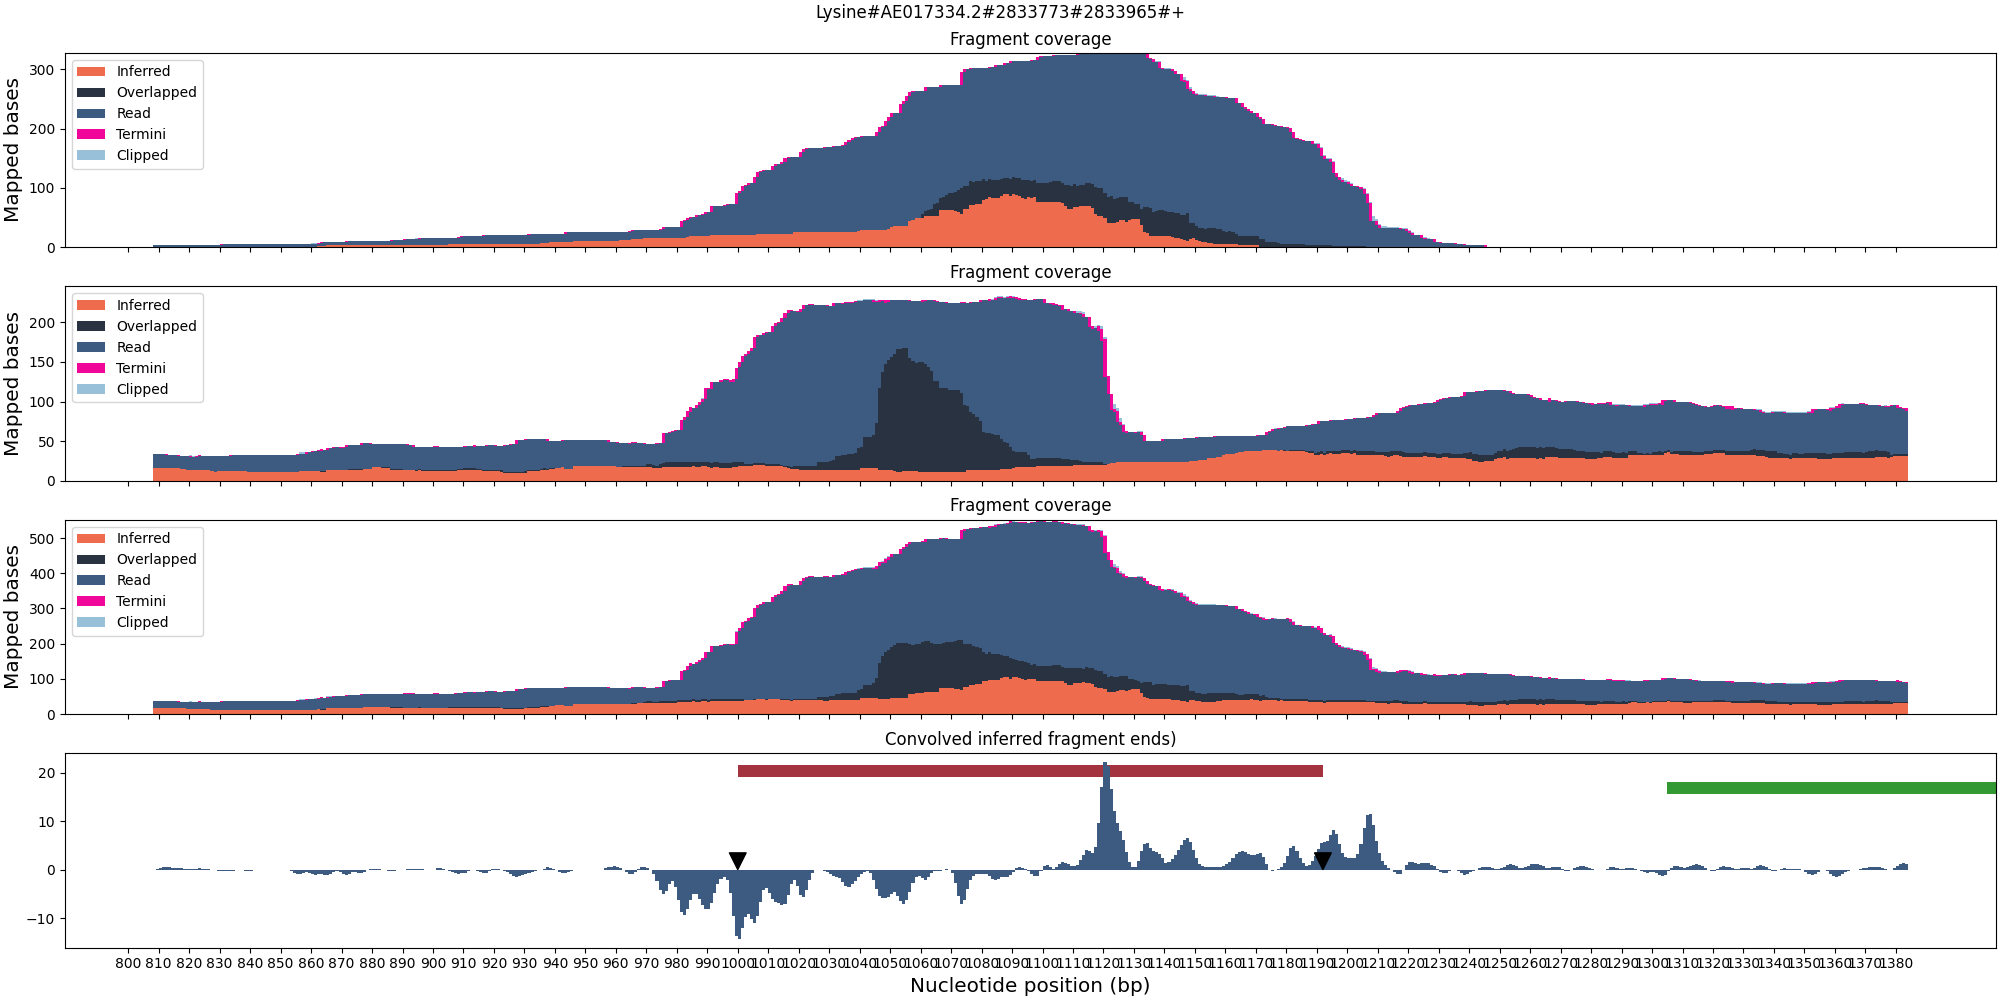 Lysine#AE017334.2#2833773#2833965#+
Fragment coverage
Mapped bases
300
200
100
0
Inferred
Overlapped
Read
Termini
Clipped
Fragment coverage
Mapped bases
200
150
100
50
0
Inferred
Overlapped
Read
Termini
Clipped
Fragment coverage
Mapped bases
500
400
300
200
100
0
Inferred
Overlapped
Read
Termini
Clipped
Convolved inferred fragment ends)
20
10
0
−10
800 810 820 830 840 850 860 870 880 890 900 910 920 930 940 950 960 970 980 990 1000 1010 1020 1030 1040 1050 1060 1070 1080 1090 1100 1110 1120 1130 1140 1150 1160 1170 1180 1190 1200 1210 1220 1230 1240 1250 1260 1270 1280 1290 1300 1310 1320 1330 1340 1350 1360 1370 1380
Nucleotide position (bp)